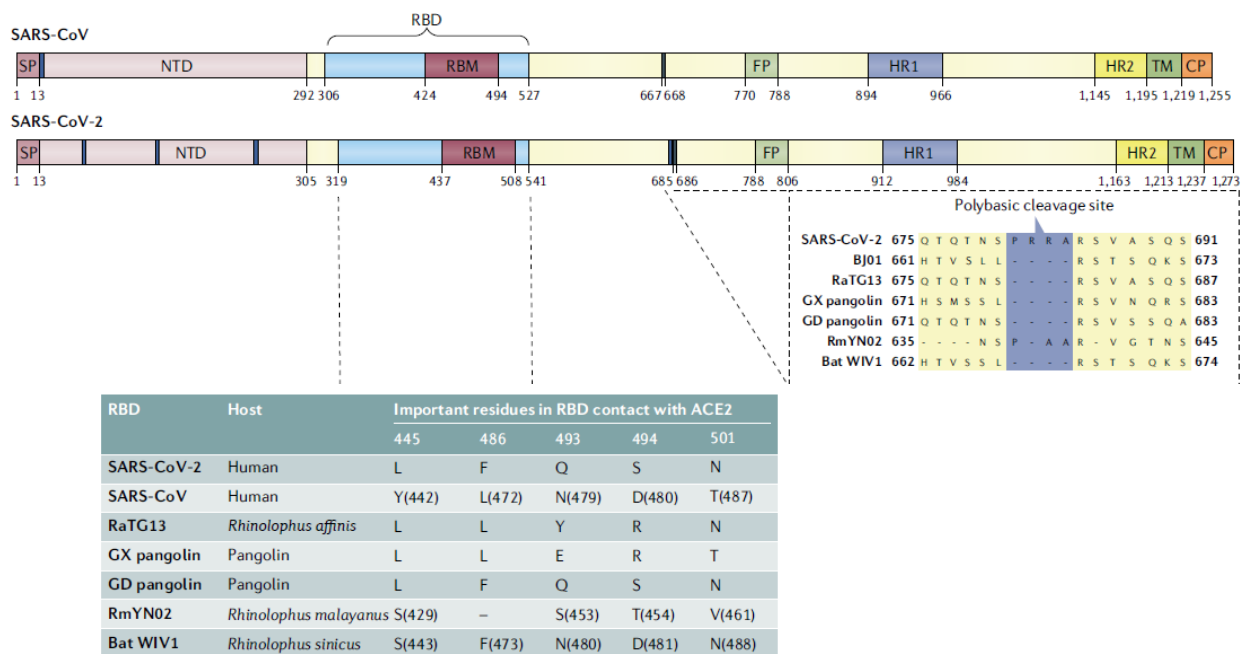 RBD
SARS-CoV
SP NTD RBM FP HR1 HR2 TM CP
1 13 292 306 424 494 527 667 668 770 788 894 966 1,145 1,195 1,219 1,255
SARS-CoV-2
SP NTD RBM FP HR1 HR2 TM CP
1 13 305 319 437 508 541 685 686 788 806 912 984 1,163 1,213 1,237 1,273
Polybasic cleavage site
SARS-CoV-2 675 Q T Q T N S P R R A R S V A S Q S 691
BJ01 661 H T V S L L - - - - R S T S Q K S 673
RaTG13 675 Q T Q T N S - - - - R S V A S Q S 687
GX pangolin 671 H S M S S L - - - - R S V N Q R S 683
GD pangolin 671 Q T Q T N S - - - - R S V S S Q A 683
RmYN02 635 - - - - N S P - A A R - V G T N S 645
Bat WIV1 662 H T V S S L - - - - R S T S Q K S 674
RBD Host Important residues in RBD contact with ACE2
445 486 493 494 501
SARS-CoV-2 Human L F Q S N
SARS-CoV Human Y(442) L(472) N(479) D(480) T(487)
RaTG13 Rhinolophus affinis L L Y R N
GX pangolin Pangolin L L E R T
GD pangolin Pangolin L F Q S N
RmYN02 Rhinolophus malayanus S(429) – S(453) T(454) V(461)
Bat WIV1 Rhinolophus sinicus S(443) F(473) N(480) D(481) N(488)